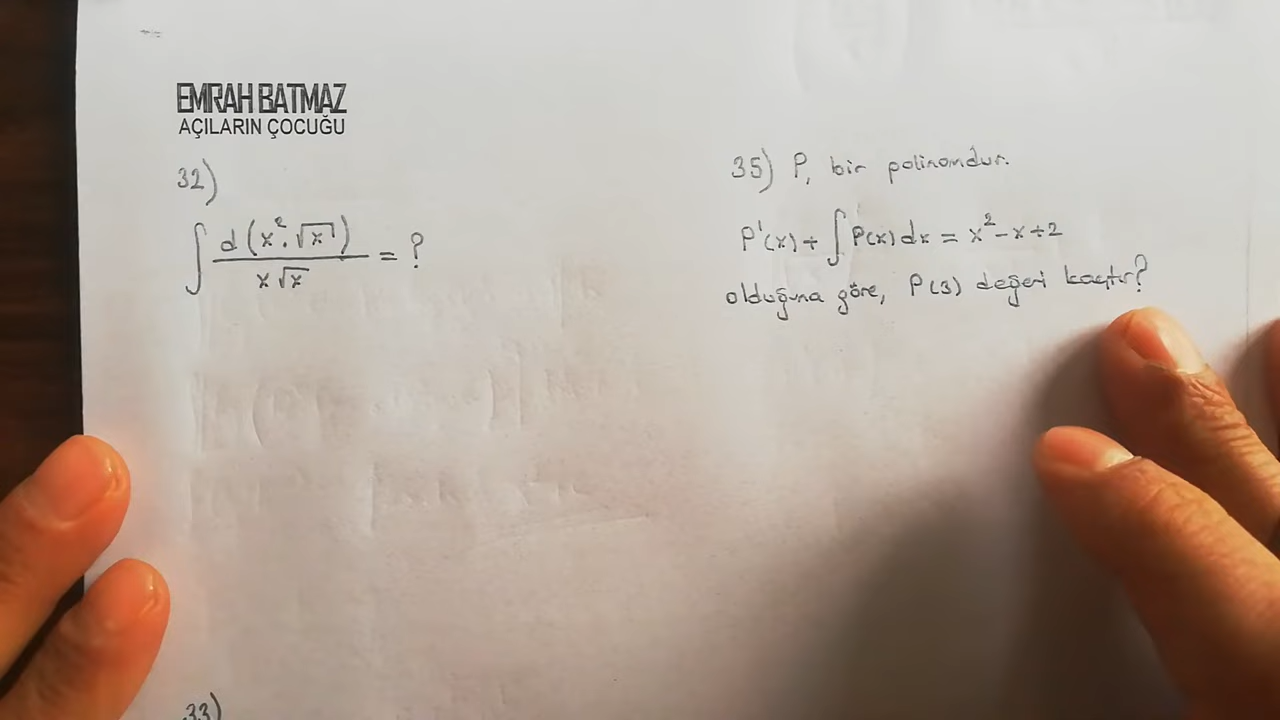 EMRAH BATMAZ
AÇILARIN ÇOCUĞU
32)
∫ d(x².√x) / x√x = ?
35) P, bir polinomdur.
P'(x) + ∫ P(x) dx = x² - x + 2
olduğuna göre, P(3) değeri kaçtır?
33)